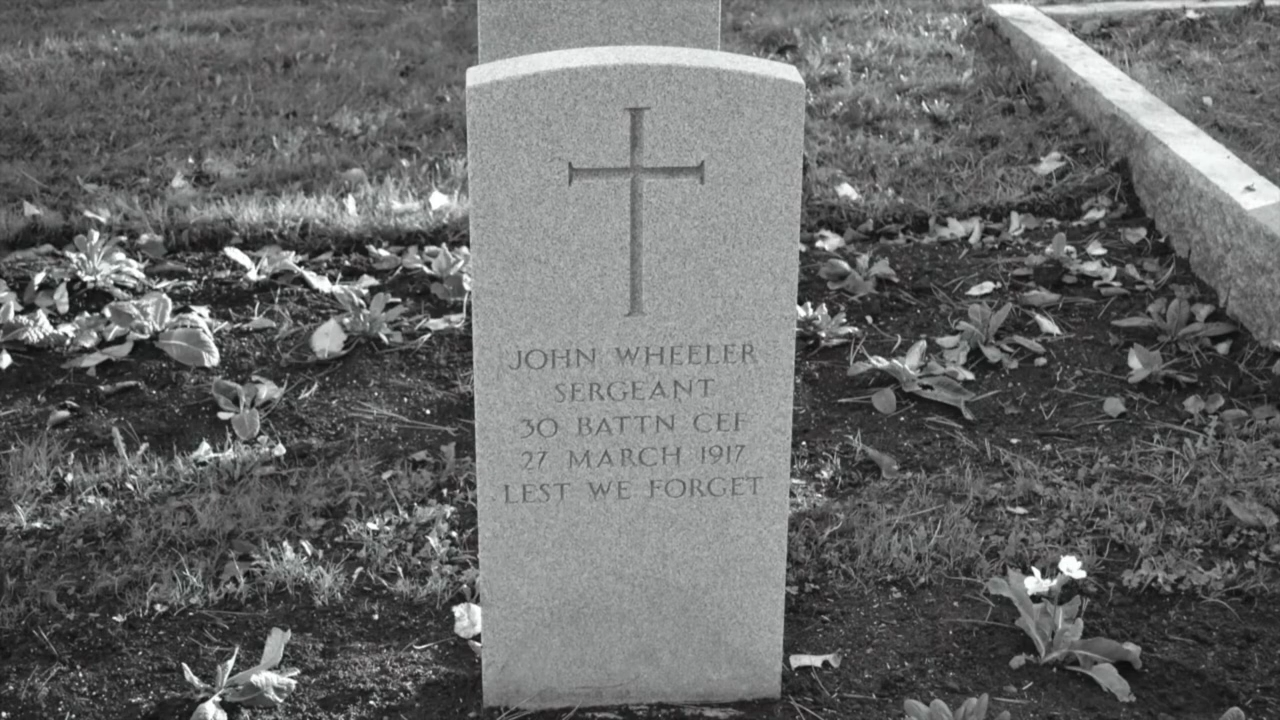 JOHN WHEELER
SERGEANT
30 BATTN CEF
27 MARCH 1917
LEST WE FORGET